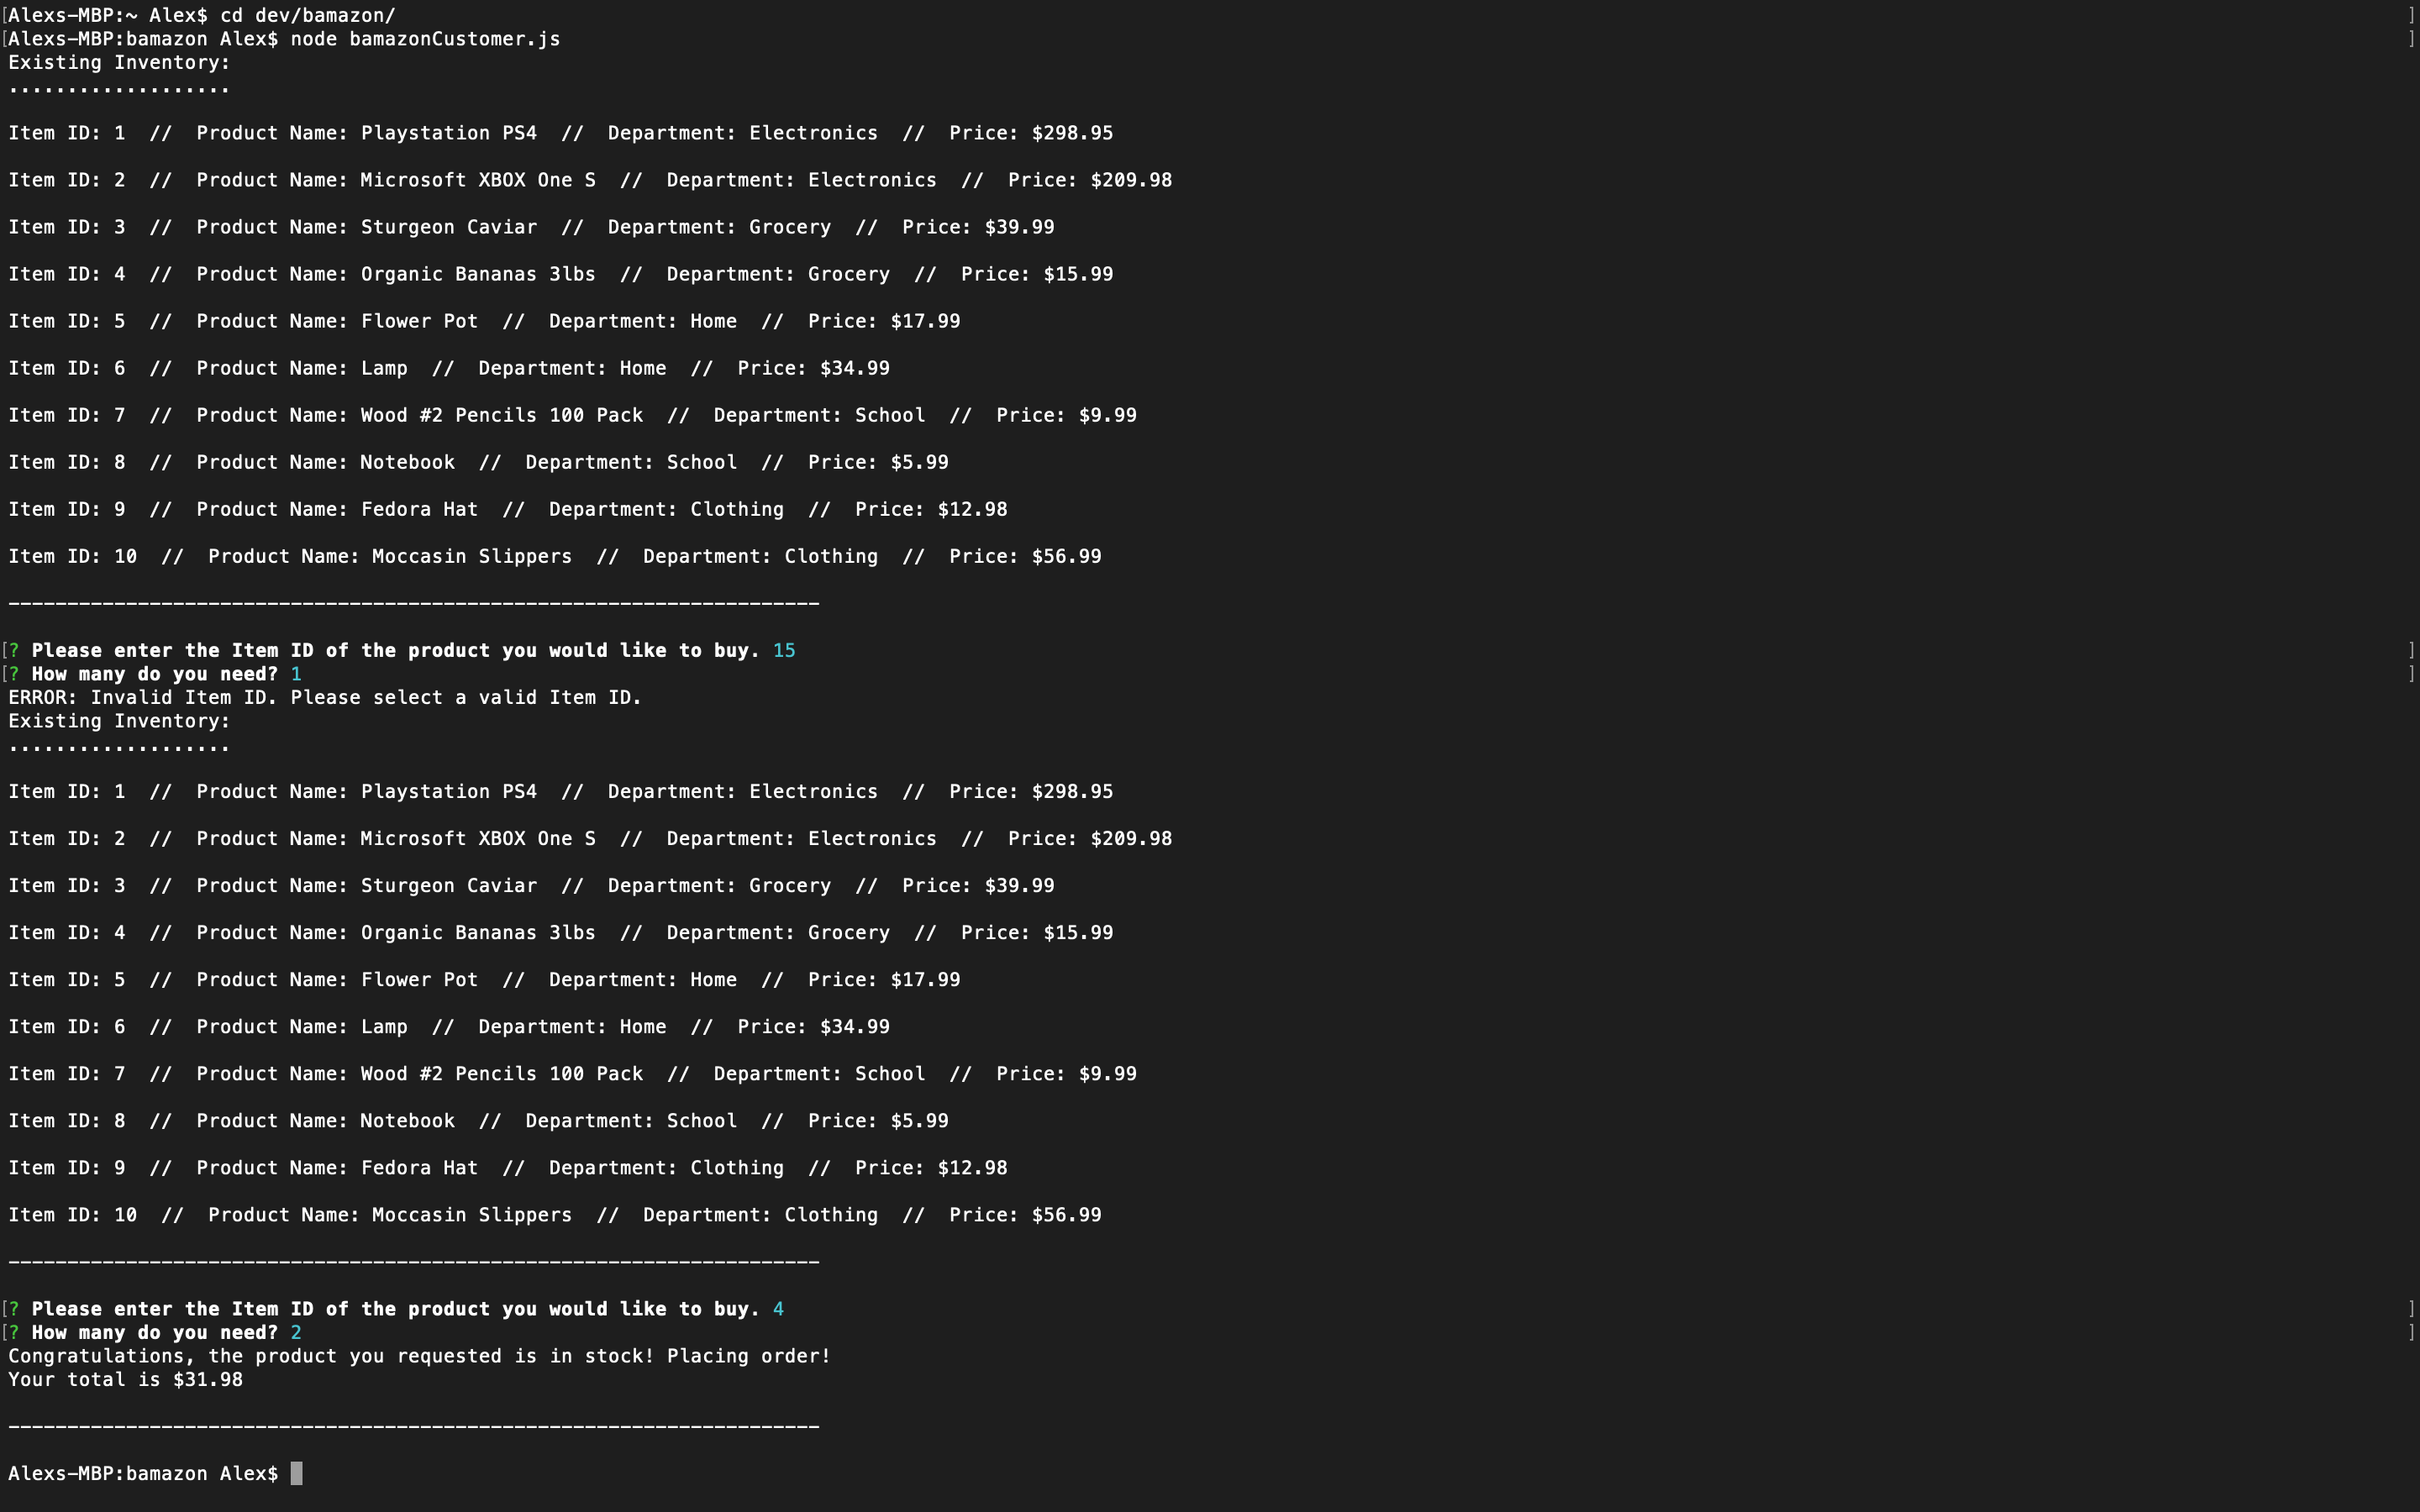 [Alexs-MBP:~ Alex$ cd dev/bamazon/ ]
[Alexs-MBP:bamazon Alex$ node bamazonCustomer.js ]
Existing Inventory:
...................
Item ID: 1  //  Product Name: Playstation PS4  //  Department: Electronics  //  Price: $298.95
Item ID: 2  //  Product Name: Microsoft XBOX One S  //  Department: Electronics  //  Price: $209.98
Item ID: 3  //  Product Name: Sturgeon Caviar  //  Department: Grocery  //  Price: $39.99
Item ID: 4  //  Product Name: Organic Bananas 3lbs  //  Department: Grocery  //  Price: $15.99
Item ID: 5  //  Product Name: Flower Pot  //  Department: Home  //  Price: $17.99
Item ID: 6  //  Product Name: Lamp  //  Department: Home  //  Price: $34.99
Item ID: 7  //  Product Name: Wood #2 Pencils 100 Pack  //  Department: School  //  Price: $9.99
Item ID: 8  //  Product Name: Notebook  //  Department: School  //  Price: $5.99
Item ID: 9  //  Product Name: Fedora Hat  //  Department: Clothing  //  Price: $12.98
Item ID: 10  //  Product Name: Moccasin Slippers  //  Department: Clothing  //  Price: $56.99
---------------------------------------------------------------------
[? Please enter the Item ID of the product you would like to buy. 15 ]
[? How many do you need? 1 ]
ERROR: Invalid Item ID. Please select a valid Item ID.
Existing Inventory:
...................
Item ID: 1  //  Product Name: Playstation PS4  //  Department: Electronics  //  Price: $298.95
Item ID: 2  //  Product Name: Microsoft XBOX One S  //  Department: Electronics  //  Price: $209.98
Item ID: 3  //  Product Name: Sturgeon Caviar  //  Department: Grocery  //  Price: $39.99
Item ID: 4  //  Product Name: Organic Bananas 3lbs  //  Department: Grocery  //  Price: $15.99
Item ID: 5  //  Product Name: Flower Pot  //  Department: Home  //  Price: $17.99
Item ID: 6  //  Product Name: Lamp  //  Department: Home  //  Price: $34.99
Item ID: 7  //  Product Name: Wood #2 Pencils 100 Pack  //  Department: School  //  Price: $9.99
Item ID: 8  //  Product Name: Notebook  //  Department: School  //  Price: $5.99
Item ID: 9  //  Product Name: Fedora Hat  //  Department: Clothing  //  Price: $12.98
Item ID: 10  //  Product Name: Moccasin Slippers  //  Department: Clothing  //  Price: $56.99
---------------------------------------------------------------------
[? Please enter the Item ID of the product you would like to buy. 4 ]
[? How many do you need? 2 ]
Congratulations, the product you requested is in stock! Placing order!
Your total is $31.98
---------------------------------------------------------------------
Alexs-MBP:bamazon Alex$